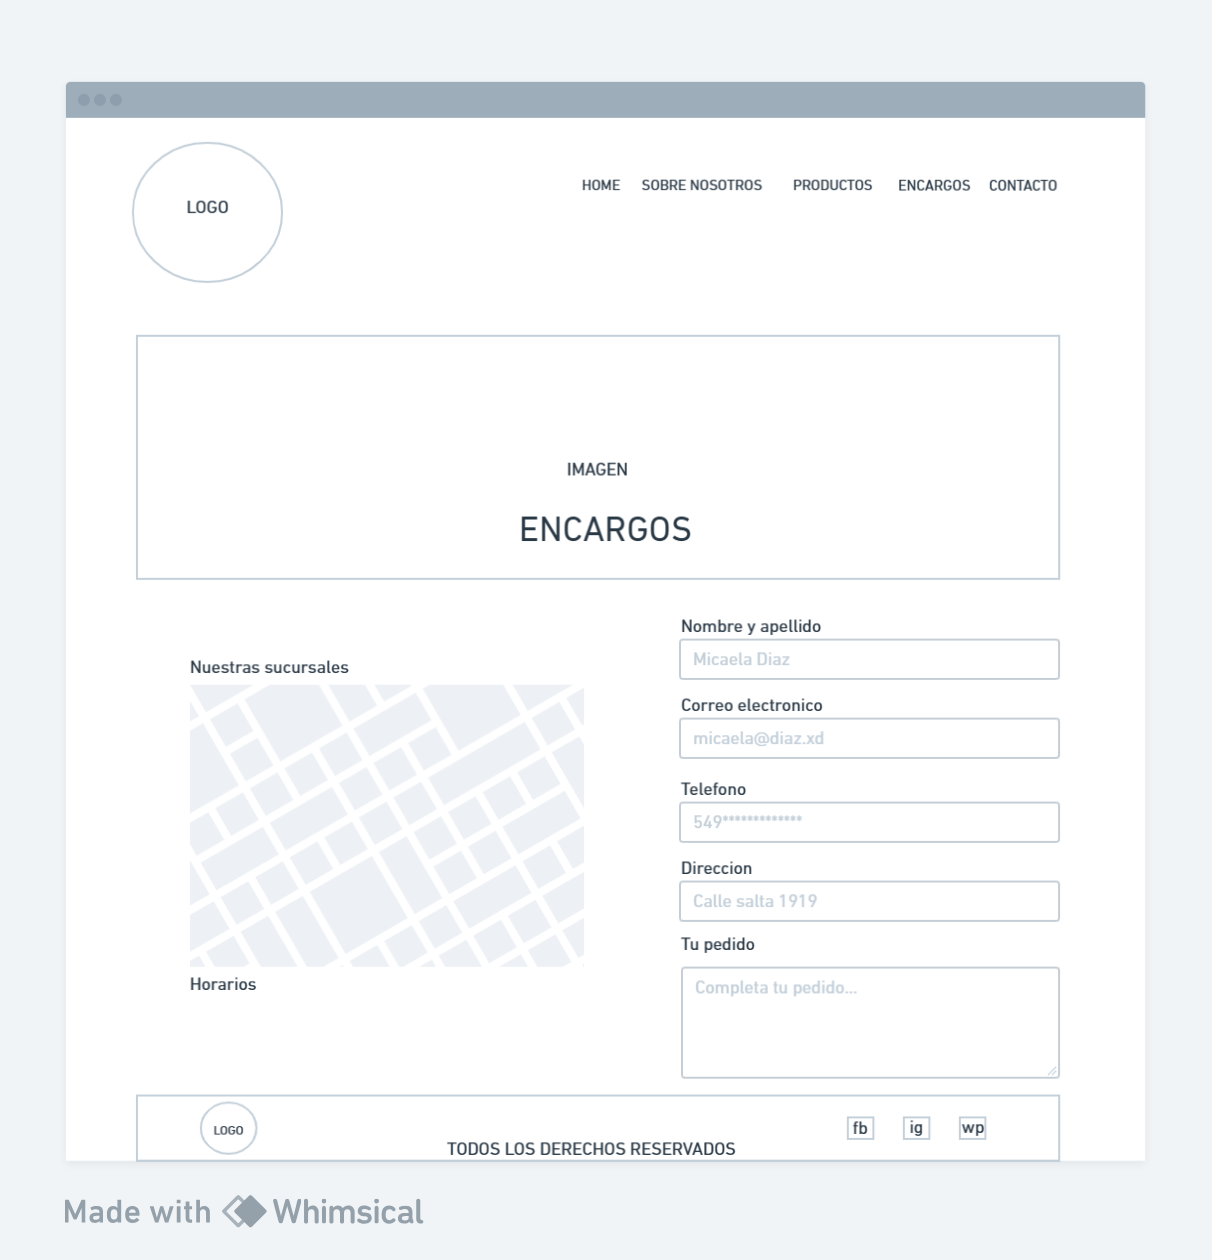 LOGO
HOME SOBRE NOSOTROS PRODUCTOS ENCARGOS CONTACTO
IMAGEN
ENCARGOS
Nuestras sucursales
Horarios
Nombre y apellido
Micaela Diaz
Correo electronico
micaela@diaz.xd
Telefono
549*************
Direccion
Calle salta 1919
Tu pedido
Completa tu pedido...
LOGO
TODOS LOS DERECHOS RESERVADOS
fb ig wp
Made with Whimsical